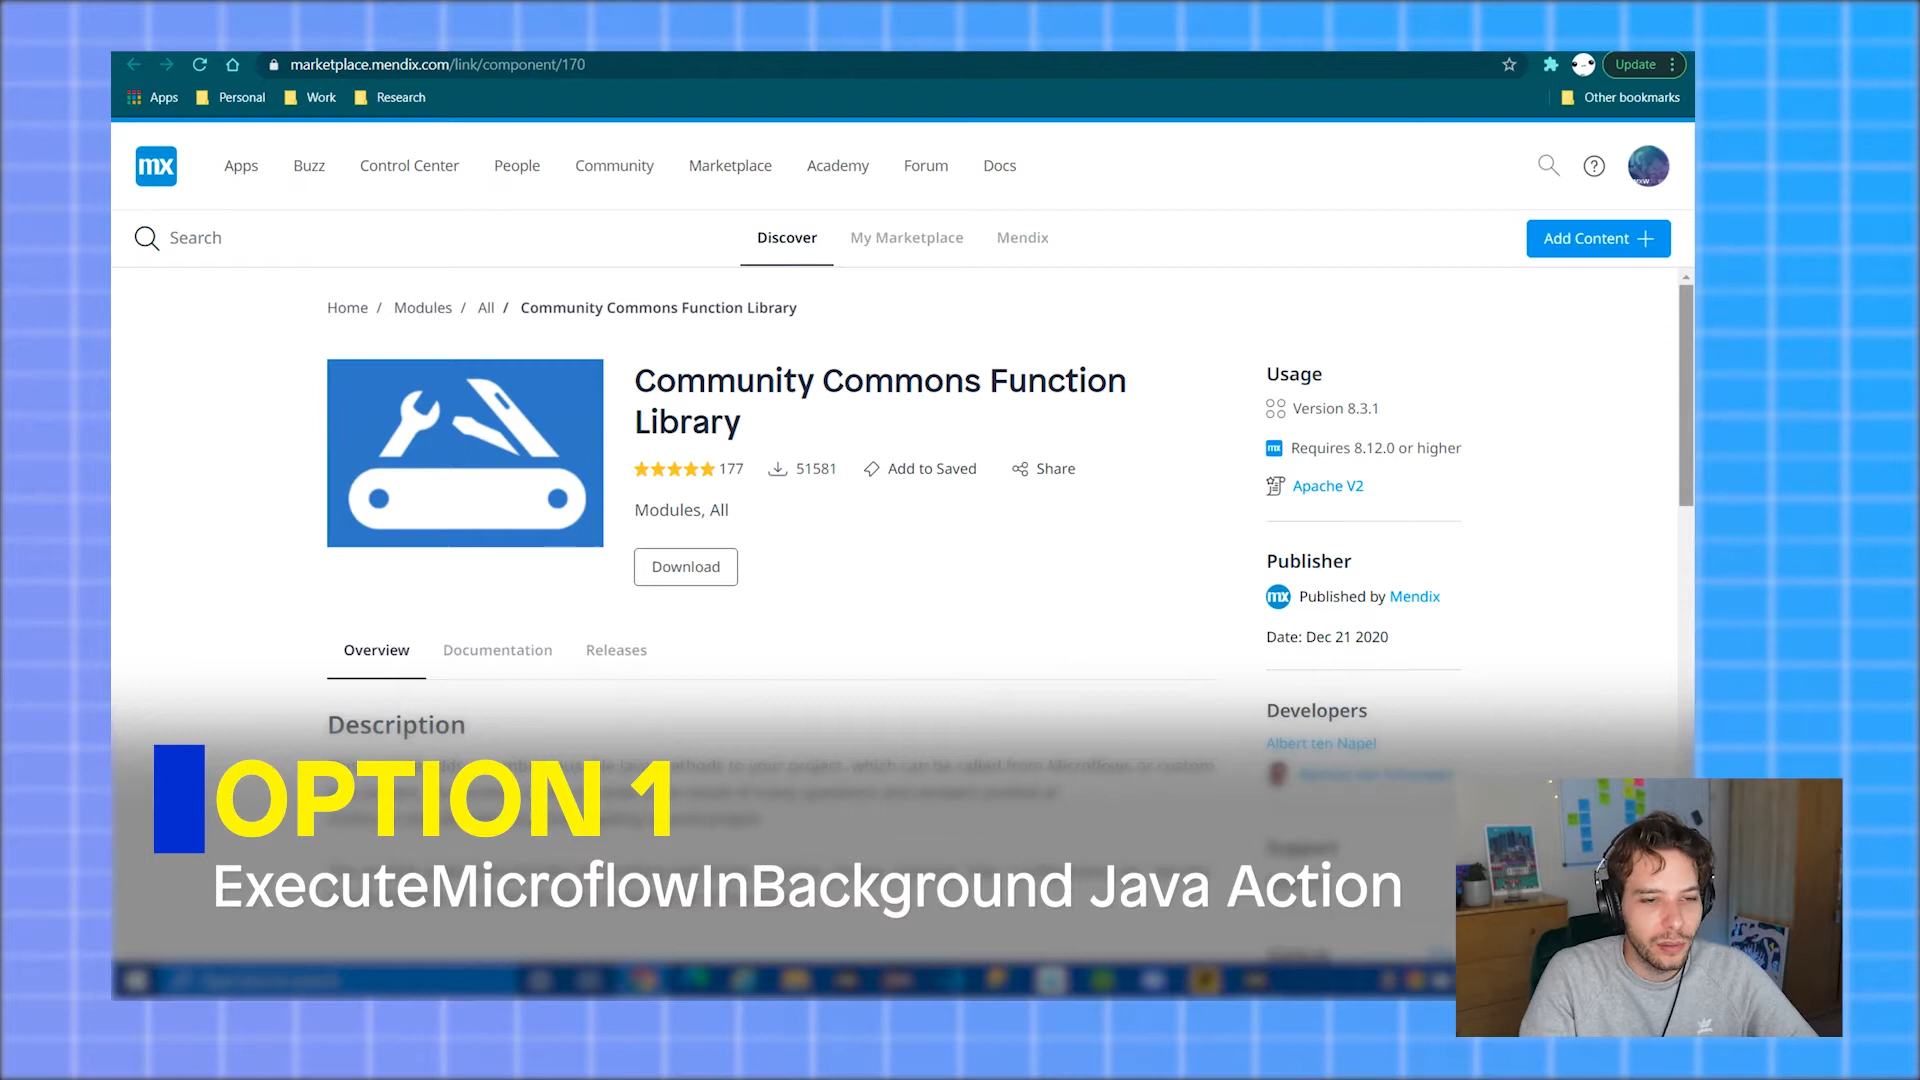 marketplace.mendix.com/link/component/170
Update
Apps
Personal
Work
Research
Other bookmarks
mx
Apps
Buzz
Control Center
People
Community
Marketplace
Academy
Forum
Docs
Search
Discover
My Marketplace
Mendix
Add Content
Home / Modules / All / Community Commons Function Library
Community Commons Function
Library
177
51581
Add to Saved
Share
Modules, All
Download
Usage
Version 8.3.1
mx Requires 8.12.0 or higher
Apache V2
Publisher
mx Published by Mendix
Date: Dec 21 2020
Overview
Documentation
Releases
Developers
Albert ten Napel
Description
OPTION 1
ExecuteMicroflowInBackground Java Action